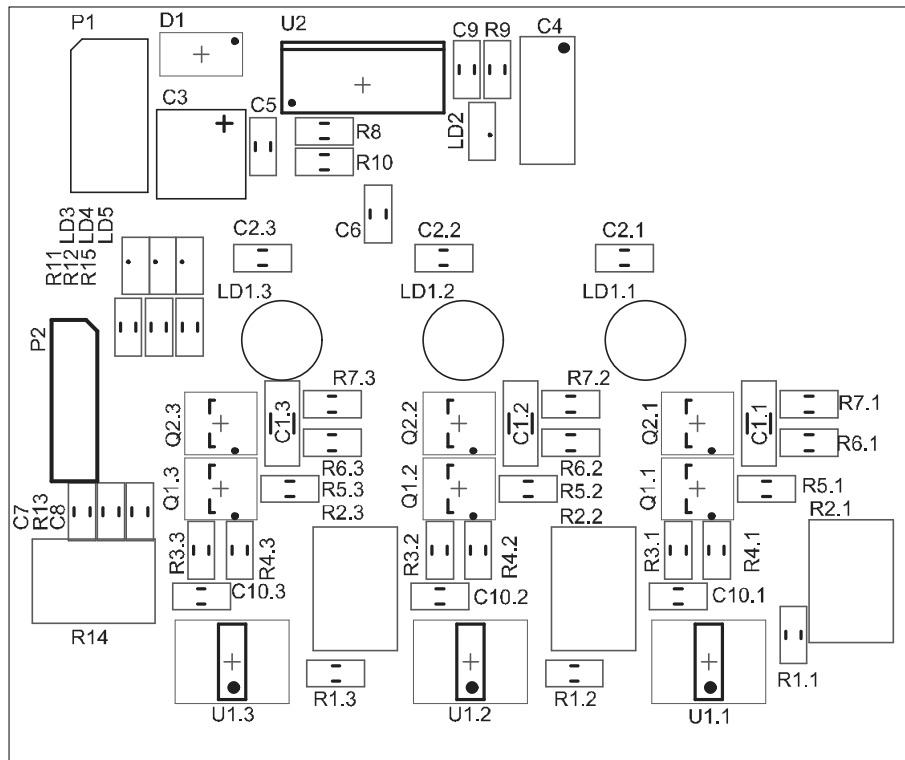 P1
D1
U2
C9
R9
C4
C3
C5
R8
LD2
R10
C6
LD3
LD4
LD5
R11
R12
R15
C2.3
C2.2
C2.1
LD1.3
LD1.2
LD1.1
P2
R7.3
R7.2
R7.1
Q2.3
C1.3
Q2.2
C1.2
Q2.1
C1.1
R6.3
R6.2
R6.1
Q1.3
R5.3
Q1.2
R5.2
Q1.1
R5.1
C7
R13
C8
R2.3
R2.2
R2.1
R3.3
R4.3
R3.2
R4.2
R3.1
R4.1
C10.3
C10.2
C10.1
R14
R1.3
R1.2
R1.1
U1.3
U1.2
U1.1